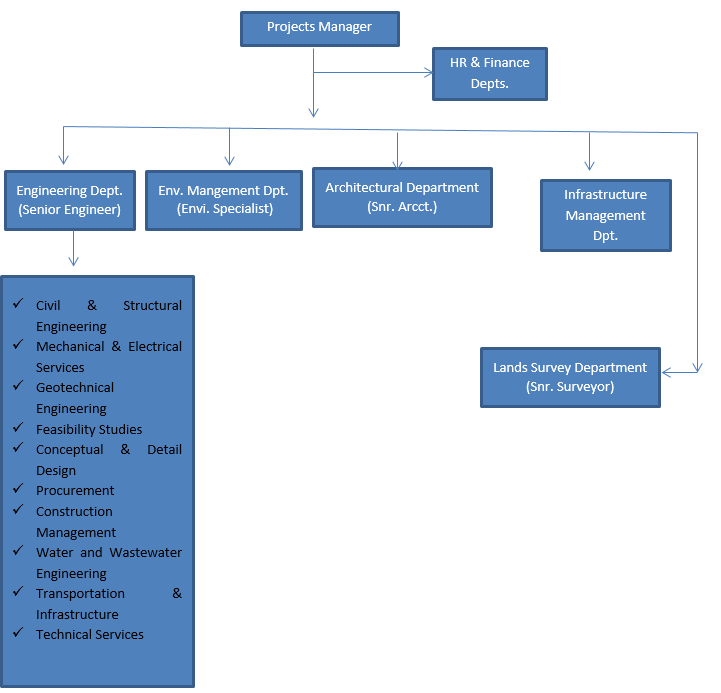 Projects Manager
HR & Finance
Depts.
Engineering Dept.
(Senior Engineer)
Env. Mangement Dpt.
(Envi. Specialist)
Architectural Department
(Snr. Arcct.)
Infrastructure
Management
Dpt.
Lands Survey Department
(Snr. Surveyor)
✓ Civil & Structural
Engineering
✓ Mechanical & Electrical
Services
✓ Geotechnical
Engineering
✓ Feasibility Studies
✓ Conceptual & Detail
Design
✓ Procurement
✓ Construction
Management
✓ Water and Wastewater
Engineering
✓ Transportation &
Infrastructure
✓ Technical Services